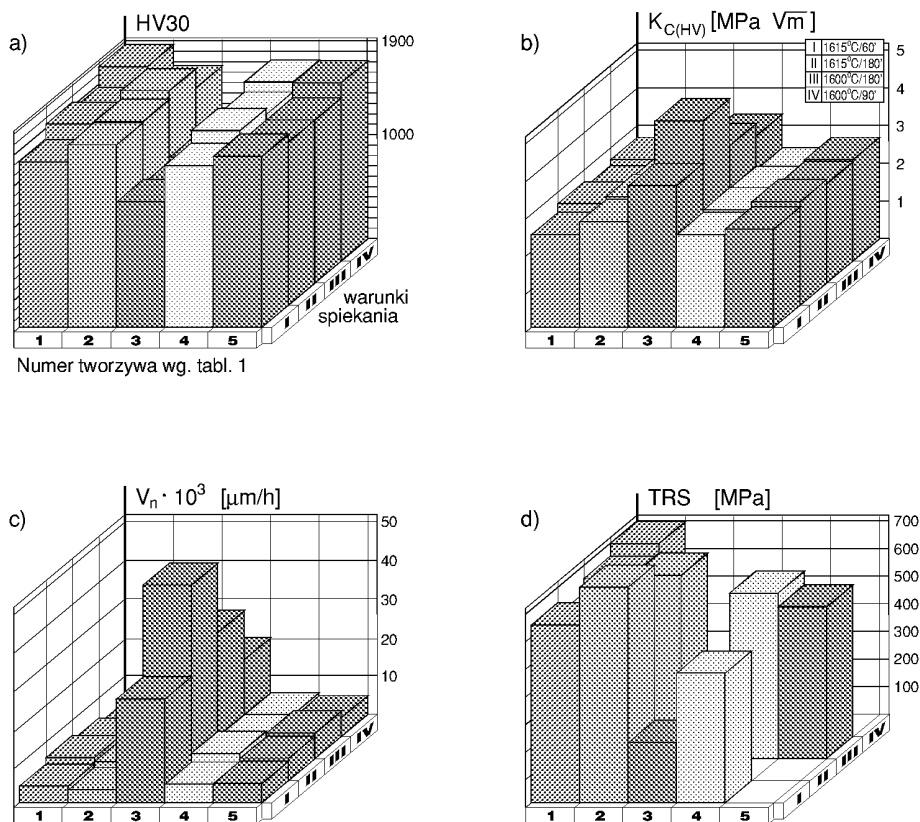 a)
HV30
1900
1000
I II III IV
warunki
spiekania
1 2 3 4 5
Numer tworzywa wg. tabl. 1
b)
K_C(HV) [MPa √m]
I 1615°C/60'
II 1615°C/180'
III 1600°C/180'
IV 1600°C/90'
5
4
3
2
1
I II III IV
1 2 3 4 5
c)
V_n · 10³ [μm/h]
50
40
30
20
10
I II III IV
1 2 3 4 5
d)
TRS [MPa]
700
600
500
400
300
200
100
I II III IV
1 2 3 4 5